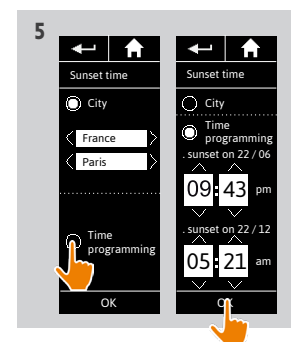 5
Sunset time
City
France
Paris
Time
programming
OK
Sunset time
City
Time
programming
. sunset on 22 / 06
09:43 pm
. sunset on 22 / 12
05:21 am
OK